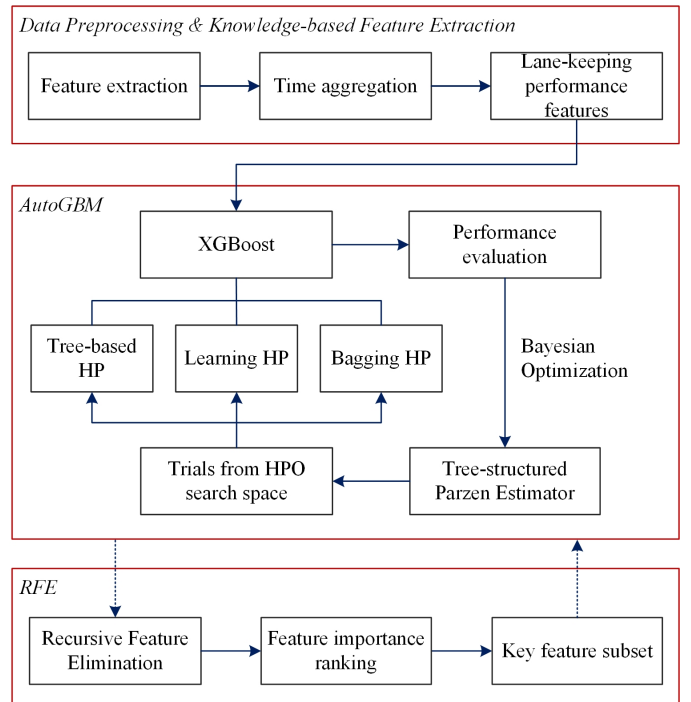 Data Preprocessing & Knowledge-based Feature Extraction
Feature extraction
Time aggregation
Lane-keeping
performance
features
AutoGBM
XGBoost
Performance
evaluation
Tree-based
HP
Learning HP
Bagging HP
Bayesian
Optimization
Trials from HPO
search space
Tree-structured
Parzen Estimator
RFE
Recursive Feature
Elimination
Feature importance
ranking
Key feature subset